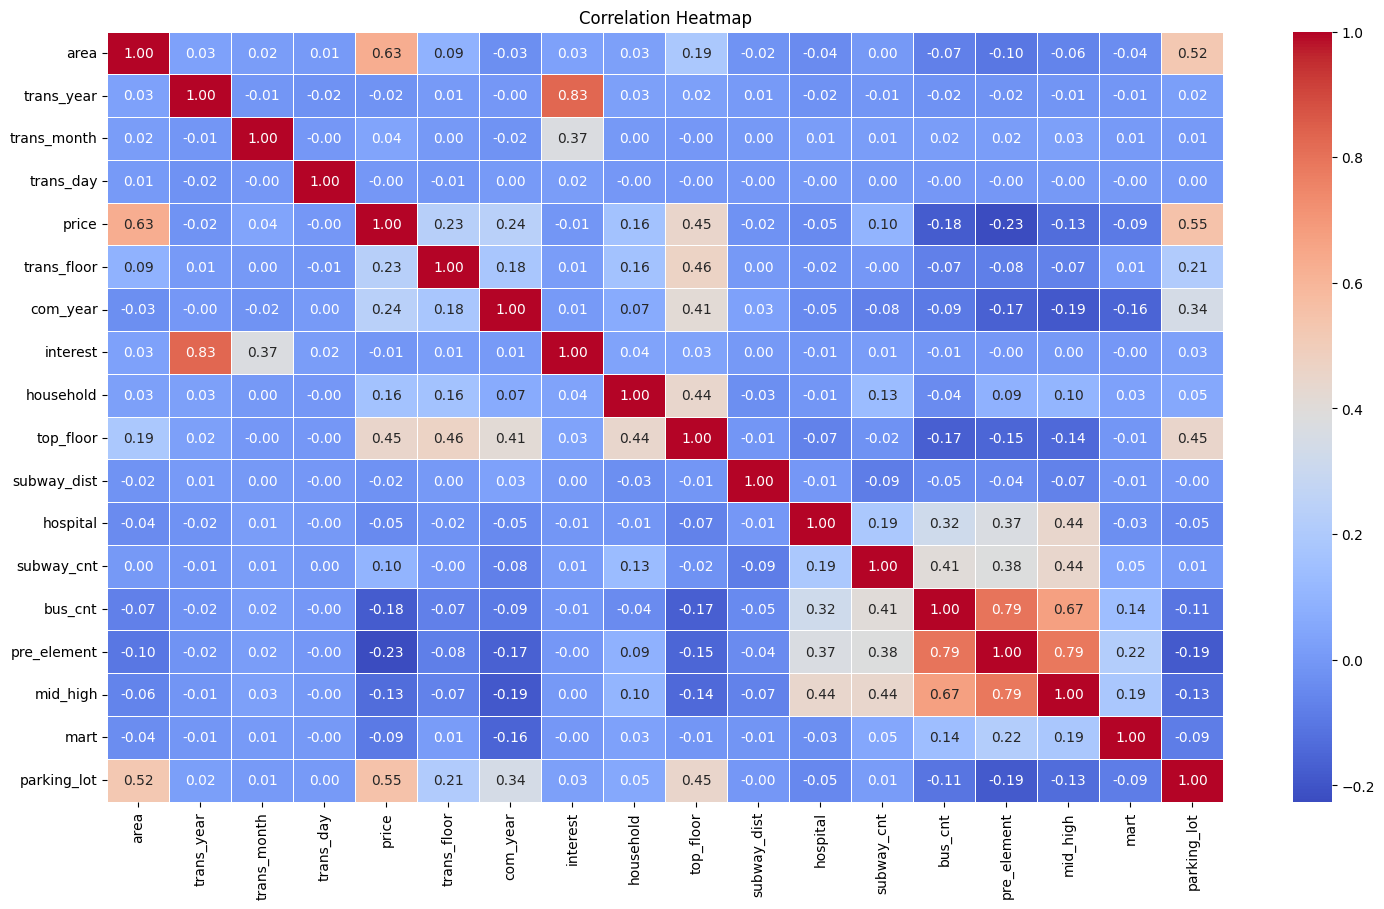 Correlation Heatmap
area 1.00 0.03 0.02 0.01 0.63 0.09 -0.03 0.03 0.03 0.19 -0.02 -0.04 0.00 -0.07 -0.10 -0.06 -0.04 0.52
trans_year 0.03 1.00 -0.01 -0.02 -0.02 0.01 -0.00 0.83 0.03 0.02 0.01 -0.02 -0.01 -0.02 -0.02 -0.01 -0.01 0.02
trans_month 0.02 -0.01 1.00 -0.00 0.04 0.00 -0.02 0.37 0.00 -0.00 0.00 0.01 0.01 0.02 0.02 0.03 0.01 0.01
trans_day 0.01 -0.02 -0.00 1.00 -0.00 -0.01 0.00 0.02 -0.00 -0.00 -0.00 -0.00 0.00 -0.00 -0.00 -0.00 -0.00 0.00
price 0.63 -0.02 0.04 -0.00 1.00 0.23 0.24 -0.01 0.16 0.45 -0.02 -0.05 0.10 -0.18 -0.23 -0.13 -0.09 0.55
trans_floor 0.09 0.01 0.00 -0.01 0.23 1.00 0.18 0.01 0.16 0.46 0.00 -0.02 -0.00 -0.07 -0.08 -0.07 0.01 0.21
com_year -0.03 -0.00 -0.02 0.00 0.24 0.18 1.00 0.01 0.07 0.41 0.03 -0.05 -0.08 -0.09 -0.17 -0.19 -0.16 0.34
interest 0.03 0.83 0.37 0.02 -0.01 0.01 0.01 1.00 0.04 0.03 0.00 -0.01 0.01 -0.01 -0.00 0.00 -0.00 0.03
household 0.03 0.03 0.00 -0.00 0.16 0.16 0.07 0.04 1.00 0.44 -0.03 -0.01 0.13 -0.04 0.09 0.10 0.03 0.05
top_floor 0.19 0.02 -0.00 -0.00 0.45 0.46 0.41 0.03 0.44 1.00 -0.01 -0.07 -0.02 -0.17 -0.15 -0.14 -0.01 0.45
subway_dist -0.02 0.01 0.00 -0.00 -0.02 0.00 0.03 0.00 -0.03 -0.01 1.00 -0.01 -0.09 -0.05 -0.04 -0.07 -0.01 -0.00
hospital -0.04 -0.02 0.01 -0.00 -0.05 -0.02 -0.05 -0.01 -0.01 -0.07 -0.01 1.00 0.19 0.32 0.37 0.44 -0.03 -0.05
subway_cnt 0.00 -0.01 0.01 0.00 0.10 -0.00 -0.08 0.01 0.13 -0.02 -0.09 0.19 1.00 0.41 0.38 0.44 0.05 0.01
bus_cnt -0.07 -0.02 0.02 -0.00 -0.18 -0.07 -0.09 -0.01 -0.04 -0.17 -0.05 0.32 0.41 1.00 0.79 0.67 0.14 -0.11
pre_element -0.10 -0.02 0.02 -0.00 -0.23 -0.08 -0.17 -0.00 0.09 -0.15 -0.04 0.37 0.38 0.79 1.00 0.79 0.22 -0.19
mid_high -0.06 -0.01 0.03 -0.00 -0.13 -0.07 -0.19 0.00 0.10 -0.14 -0.07 0.44 0.44 0.67 0.79 1.00 0.19 -0.13
mart -0.04 -0.01 0.01 -0.00 -0.09 0.01 -0.16 -0.00 0.03 -0.01 -0.01 -0.03 0.05 0.14 0.22 0.19 1.00 -0.09
parking_lot 0.52 0.02 0.01 0.00 0.55 0.21 0.34 0.03 0.05 0.45 -0.00 -0.05 0.01 -0.11 -0.19 -0.13 -0.09 1.00
area trans_year trans_month trans_day price trans_floor com_year interest household top_floor subway_dist hospital subway_cnt bus_cnt pre_element mid_high mart parking_lot
1.0
0.8
0.6
0.4
0.2
0.0
−0.2